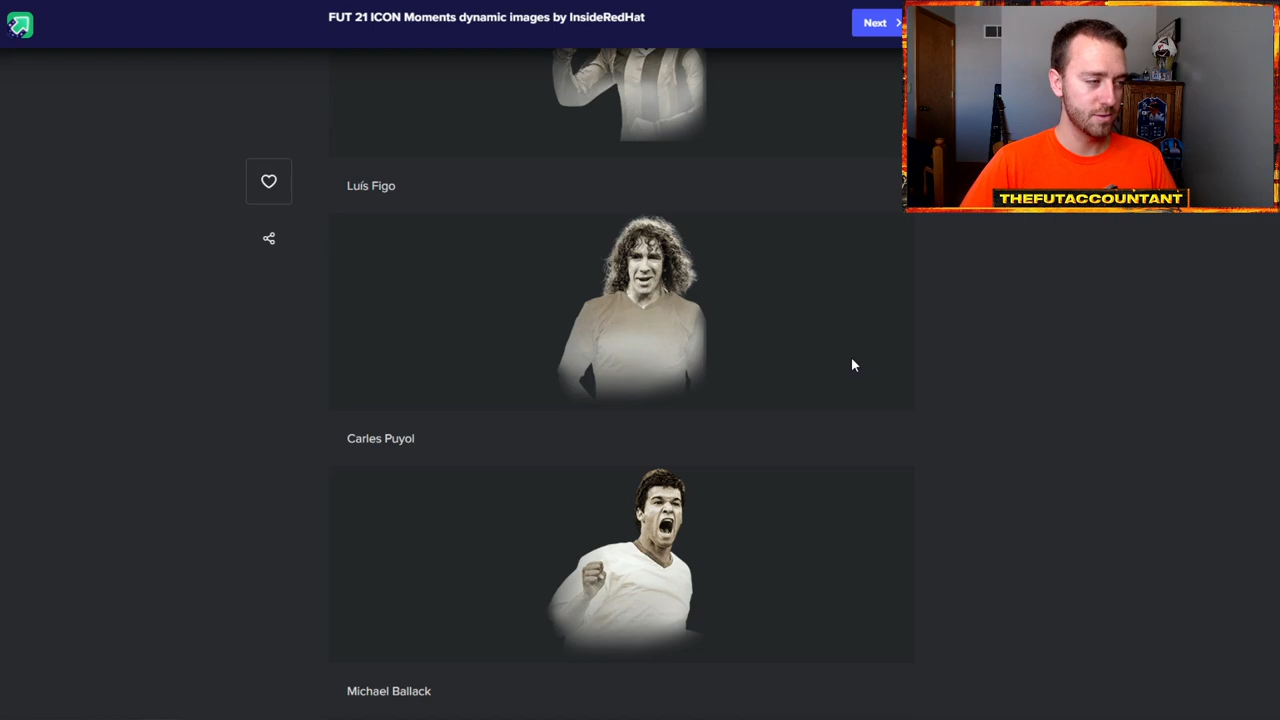 FUT 21 ICON Moments dynamic images by InsideRedHat
Next
THEFUTACCOUNTANT
Luís Figo
Carles Puyol
Michael Ballack